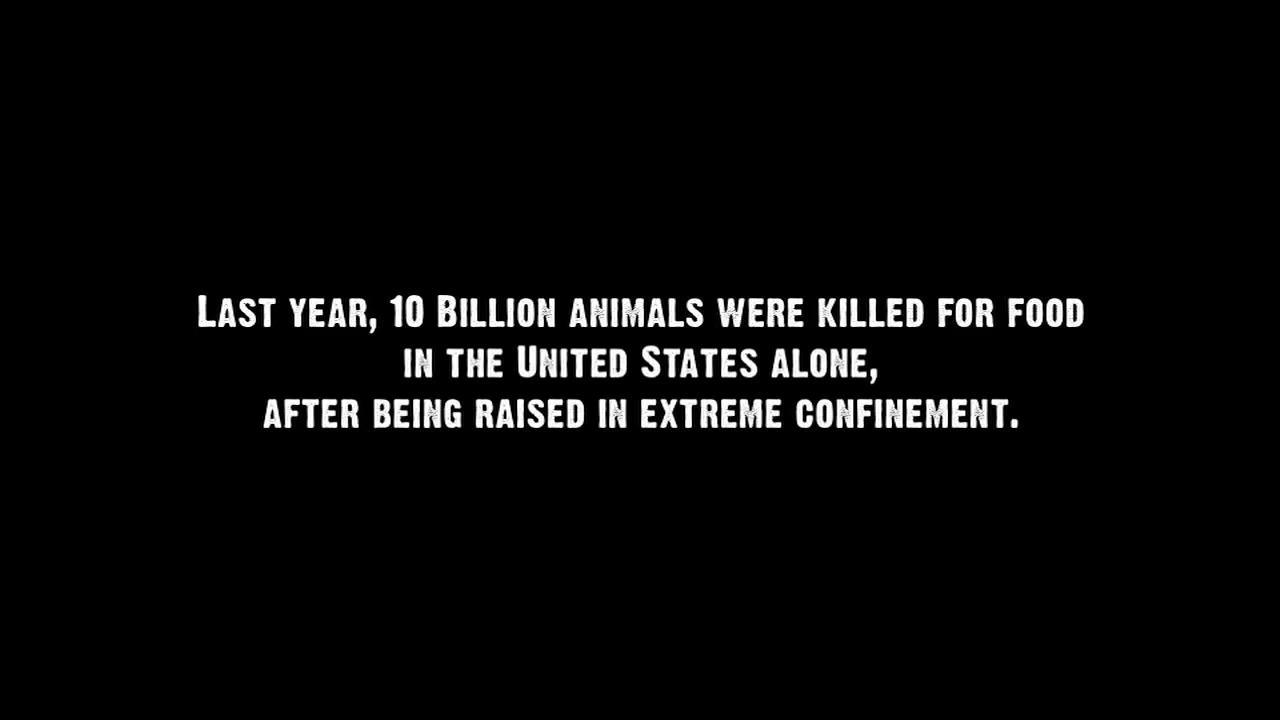 Last year, 10 Billion animals were killed for food
in the United States alone,
after being raised in extreme confinement.